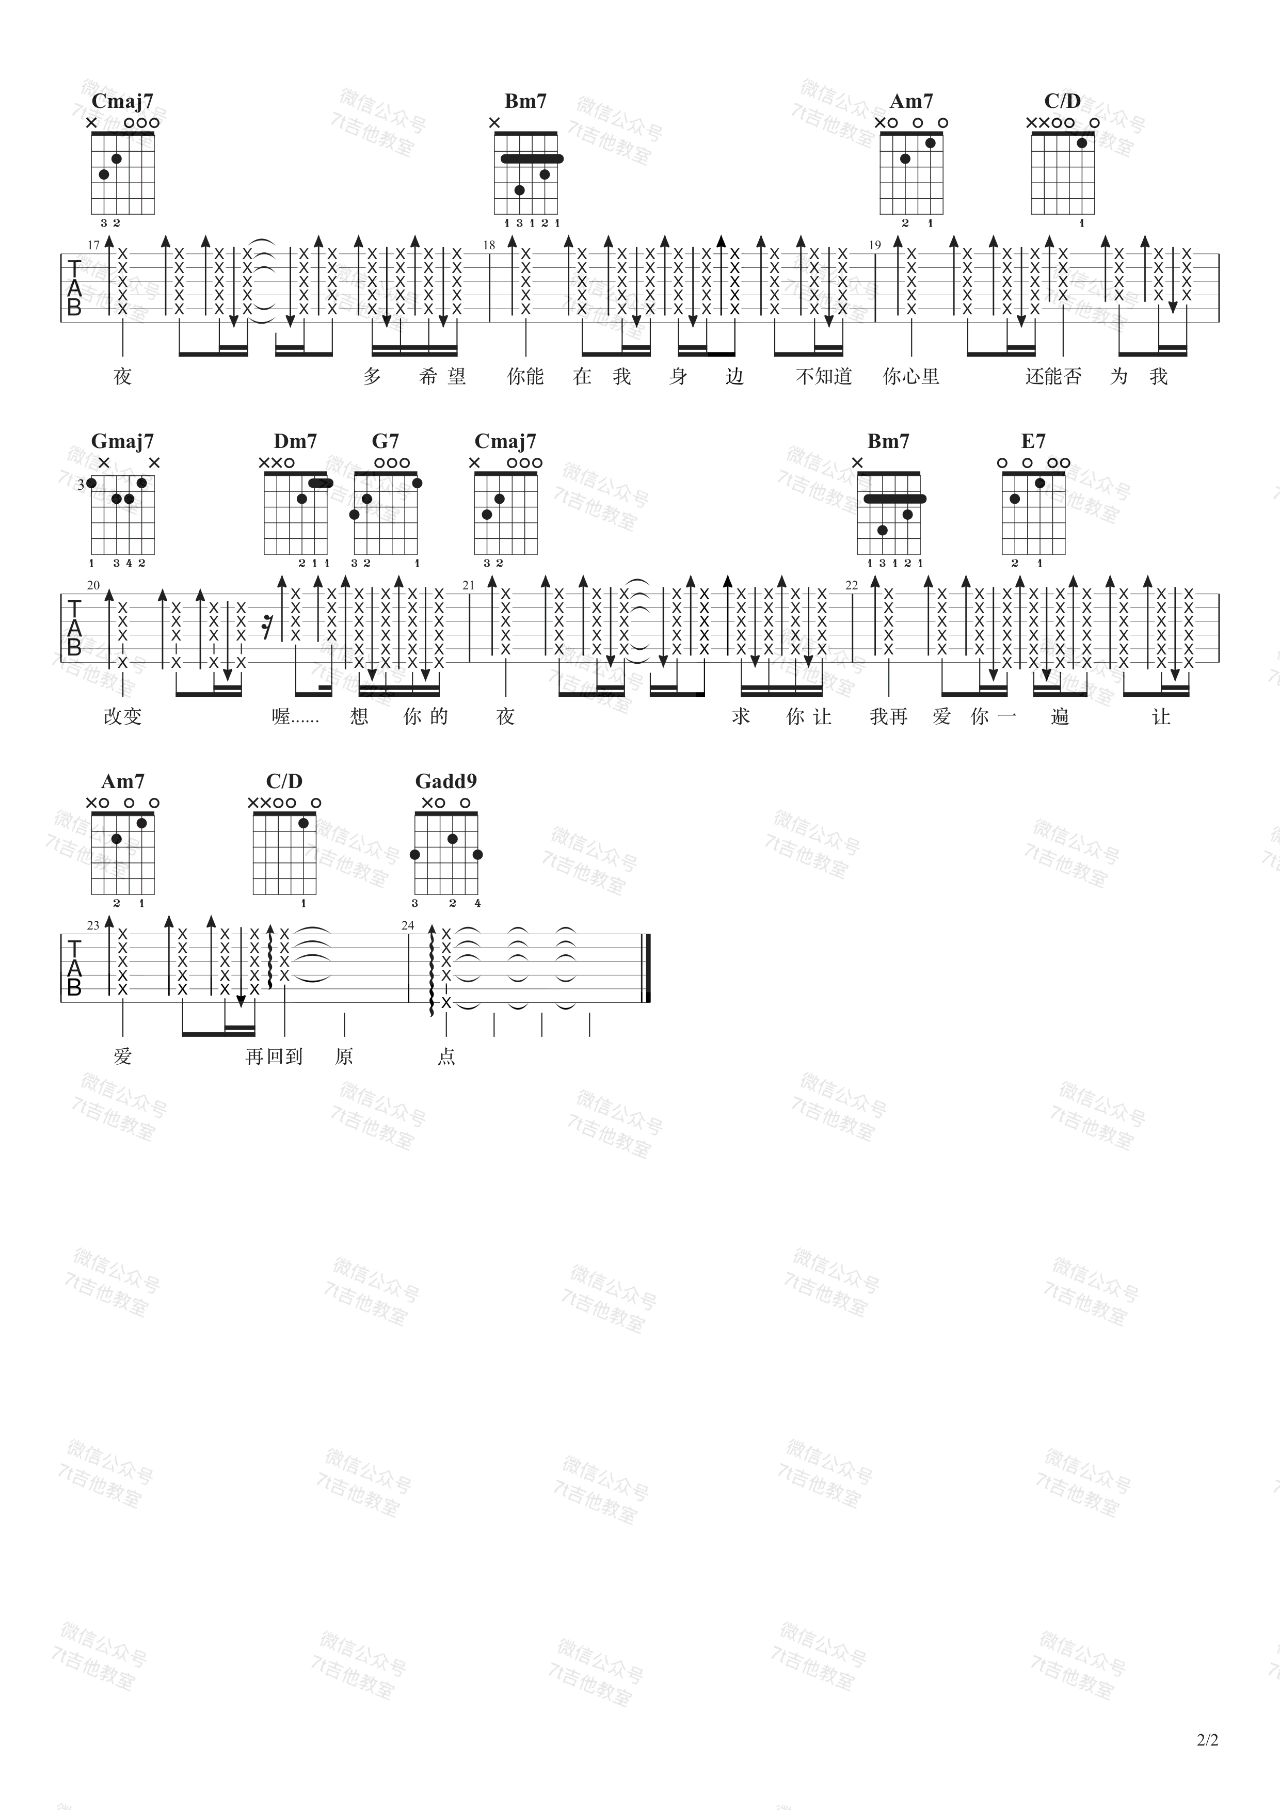 Cmaj7 Bm7 Am7 C/D
3 2 1 3 1 2 1 2 1 1
17 18 19
TAB
夜 多 希 望 你能 在 我 身 边 不知道 你心里 还能否 为 我
Gmaj7 Dm7 G7 Cmaj7 Bm7 E7
3
1 3 4 2 2 1 1 3 2 1 3 2 1 3 1 2 1 2 1
20 21 22
TAB
改变 喔...... 想 你 的 夜 求 你 让 我再 爱 你 一 遍 让
Am7 C/D Gadd9
2 1 1 3 2 4
23 24
TAB
爱 再回到 原 点
微信公众号
7t吉他教室
2/2